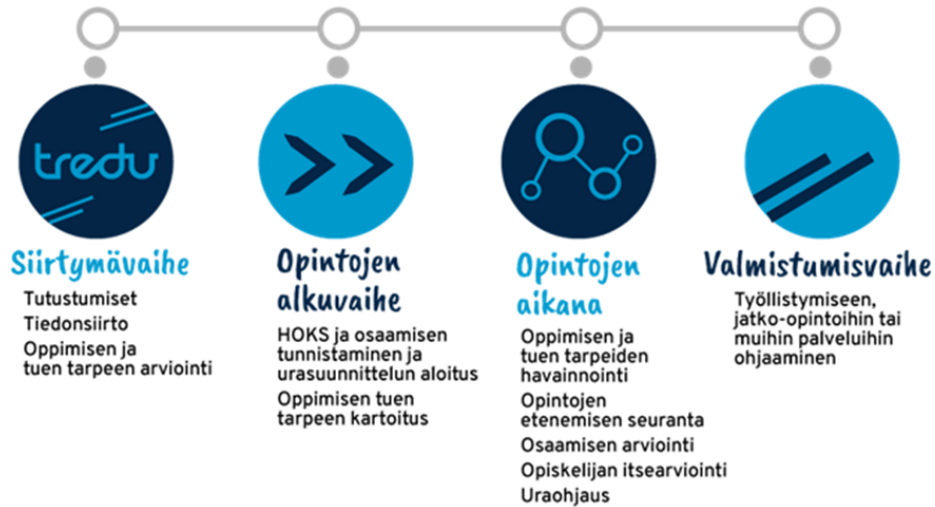 tredu
Siirtymävaihe
Tutustumiset
Tiedonsiirto
Oppimisen ja
tuen tarpeen arviointi
Opintojen
alkuvaihe
HOKS ja osaamisen
tunnistaminen ja
urasuunnittelun aloitus
Oppimisen tuen
tarpeen kartoitus
Opintojen
aikana
Oppimisen ja
tuen tarpeiden
havainnointi
Opintojen
etenemisen seuranta
Osaamisen arviointi
Opiskelijan itsearviointi
Uraohjaus
Valmistumisvaihe
Työllistymiseen,
jatko-opintoihin tai
muihin palveluihin
ohjaaminen